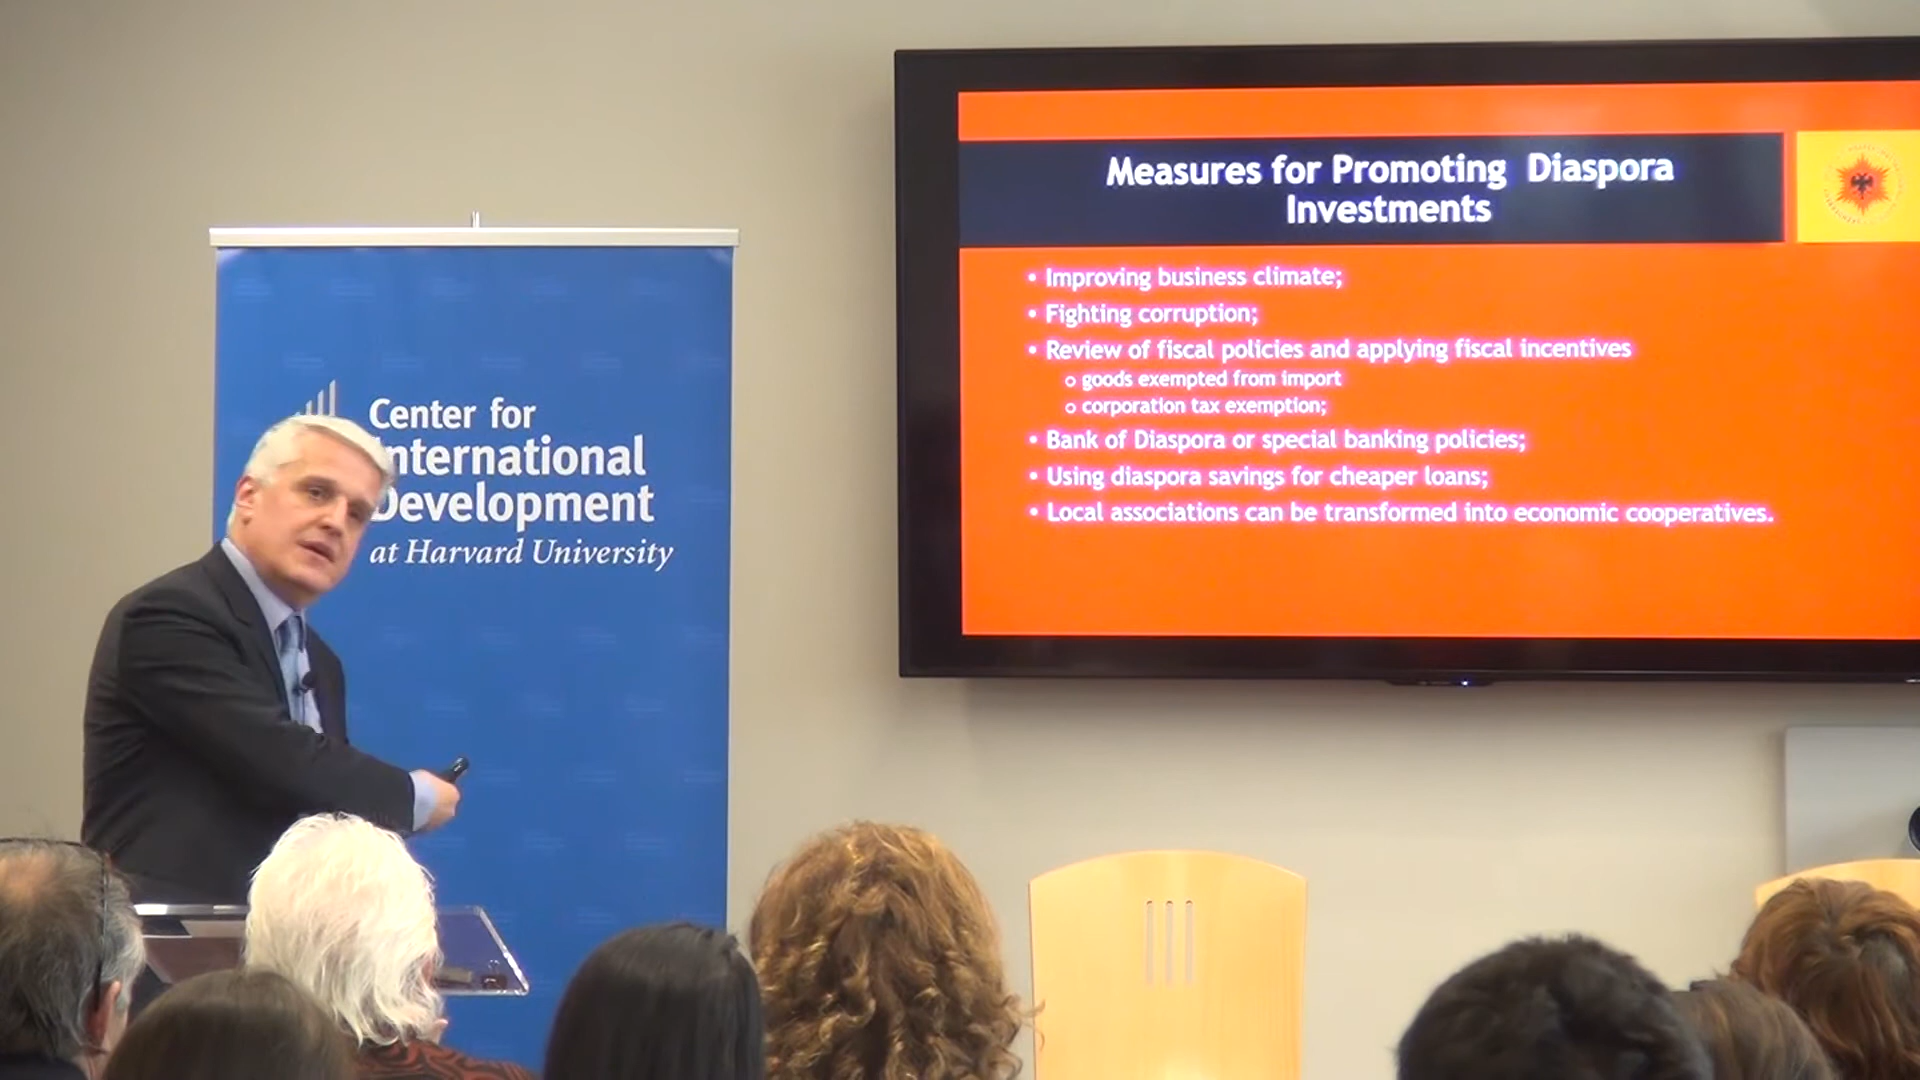 Measures for Promoting Diaspora
Investments
• Improving business climate;
• Fighting corruption;
• Review of fiscal policies and applying fiscal incentives
o goods exempted from import
o corporation tax exemption;
• Bank of Diaspora or special banking policies;
• Using diaspora savings for cheaper loans;
• Local associations can be transformed into economic cooperatives.
Center for
International
Development
at Harvard University